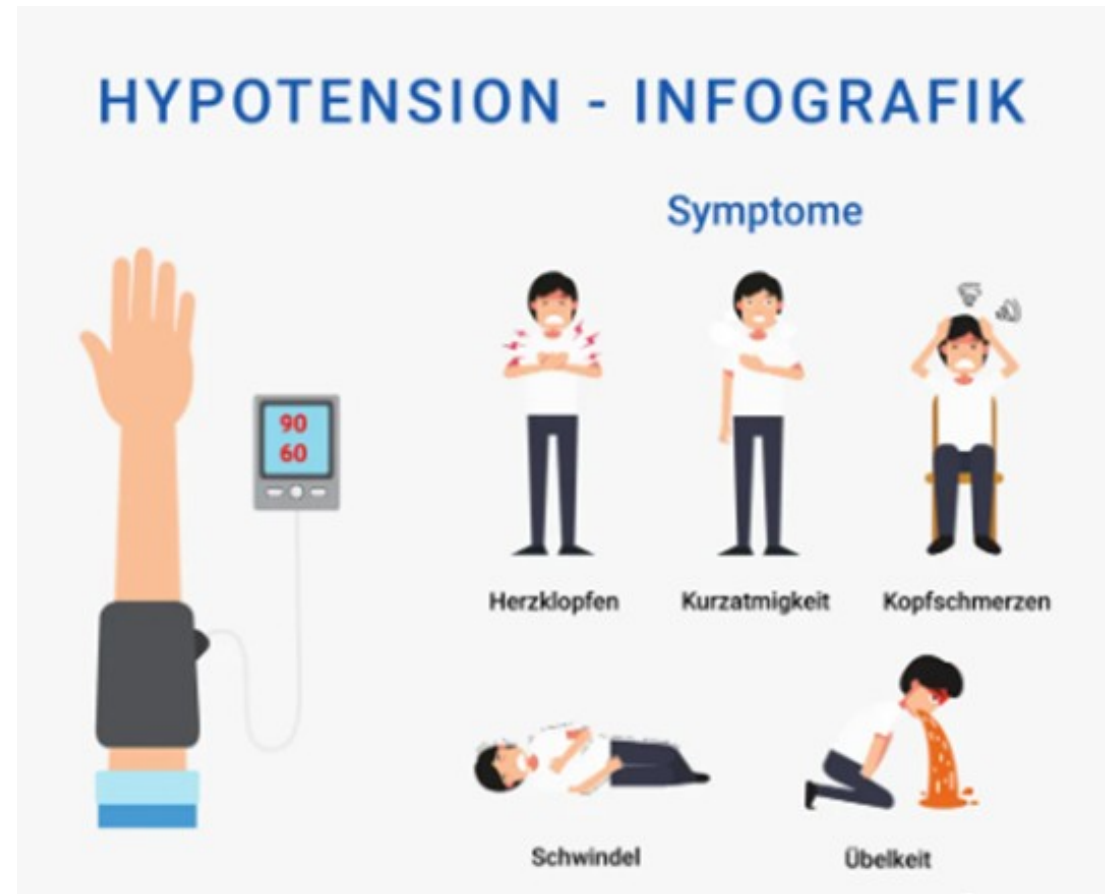 HYPOTENSION - INFOGRAFIK
Symptome
90
60
Herzklopfen
Kurzatmigkeit
Kopfschmerzen
Schwindel
Übelkeit